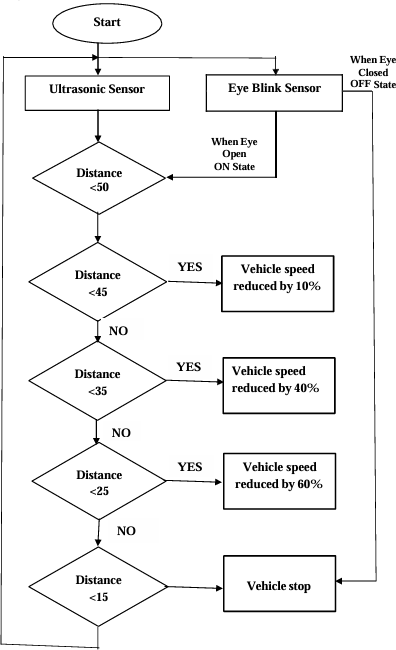 Start
When Eye
Closed
OFF State
Ultrasonic Sensor
Eye Blink Sensor
When Eye
Open
ON State
Distance
<50
Distance
<45
YES
Vehicle speed
reduced by 10%
NO
Distance
<35
YES
Vehicle speed
reduced by 40%
NO
Distance
<25
YES
Vehicle speed
reduced by 60%
NO
Distance
<15
Vehicle stop